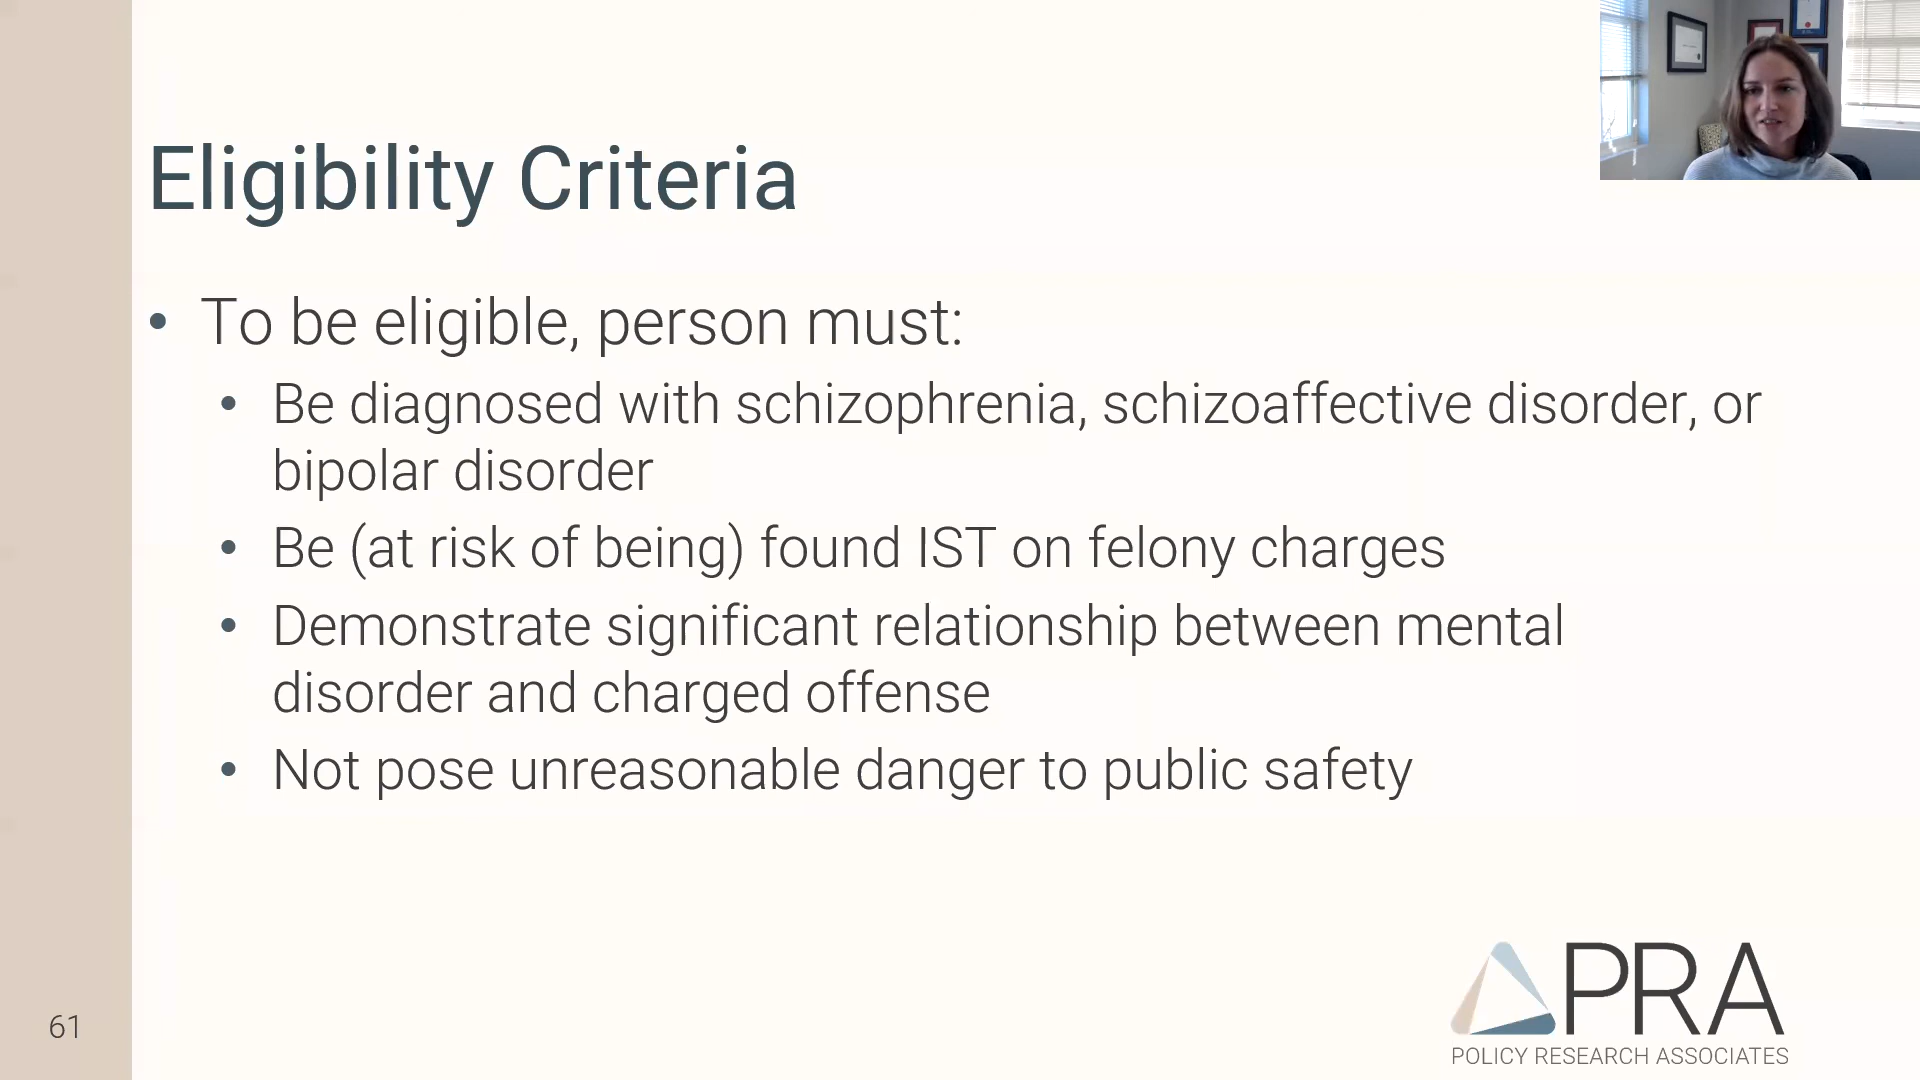 Eligibility Criteria
• To be eligible, person must:
• Be diagnosed with schizophrenia, schizoaffective disorder, or
bipolar disorder
• Be (at risk of being) found IST on felony charges
• Demonstrate significant relationship between mental
disorder and charged offense
• Not pose unreasonable danger to public safety
61
PRA
POLICY RESEARCH ASSOCIATES